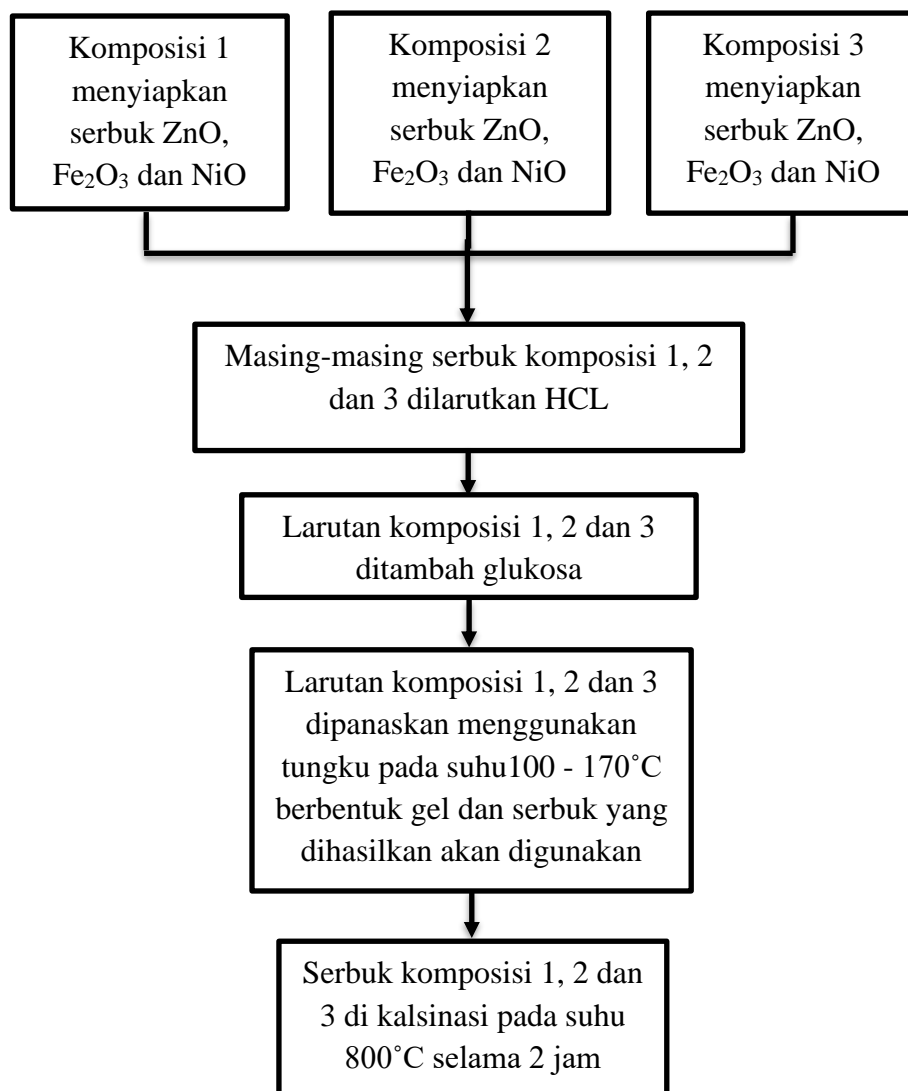 Komposisi 1
menyiapkan
serbuk ZnO,
Fe₂O₃ dan NiO
Komposisi 2
menyiapkan
serbuk ZnO,
Fe₂O₃ dan NiO
Komposisi 3
menyiapkan
serbuk ZnO,
Fe₂O₃ dan NiO
Masing-masing serbuk komposisi 1, 2
dan 3 dilarutkan HCL
Larutan komposisi 1, 2 dan 3
ditambah glukosa
Larutan komposisi 1, 2 dan 3
dipanaskan menggunakan
tungku pada suhu100 - 170˚C
berbentuk gel dan serbuk yang
dihasilkan akan digunakan
Serbuk komposisi 1, 2 dan
3 di kalsinasi pada suhu
800˚C selama 2 jam